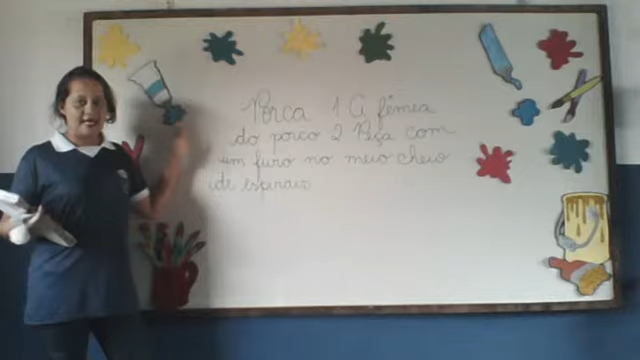 Porca 1 A fêmea
do porco 2 Peça com
um furo no meio cheio
de espirais